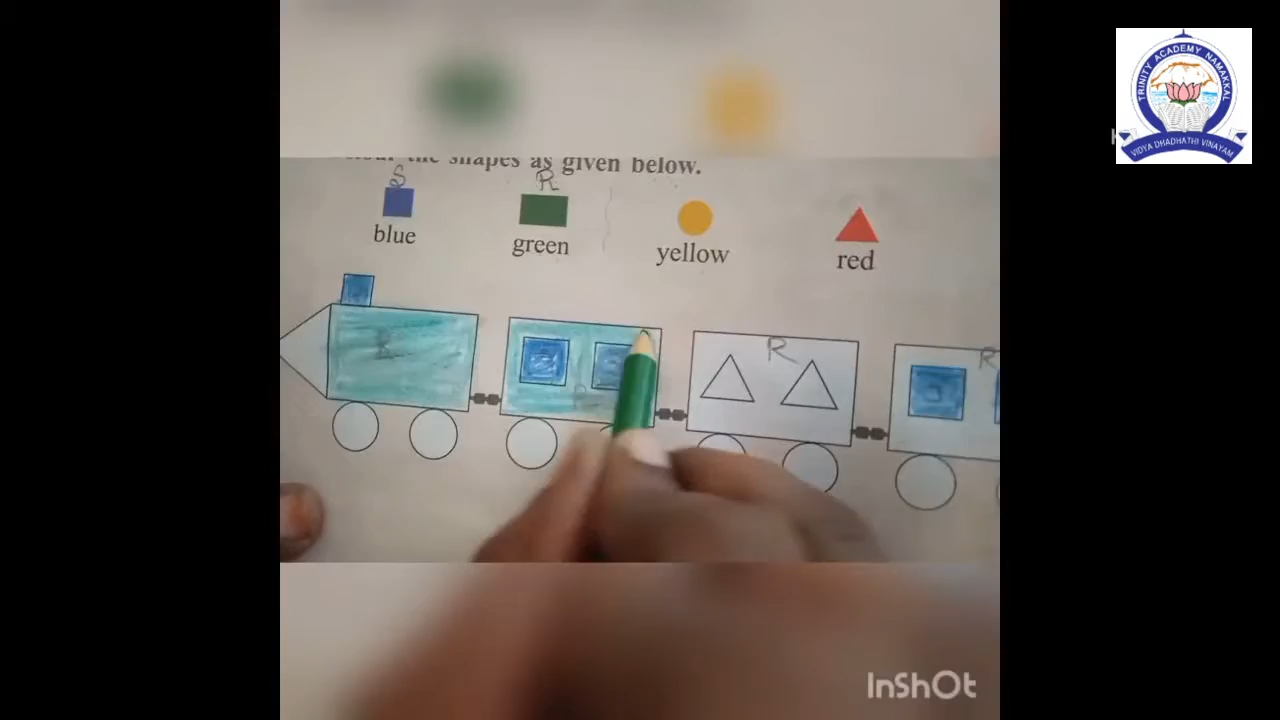 the shapes as given below.
S
R
blue
green
yellow
red
R
R
S
TRINITY ACADEMY NAMAKKAL
VIDYA DHADHATHI VINAYAM
InShOt